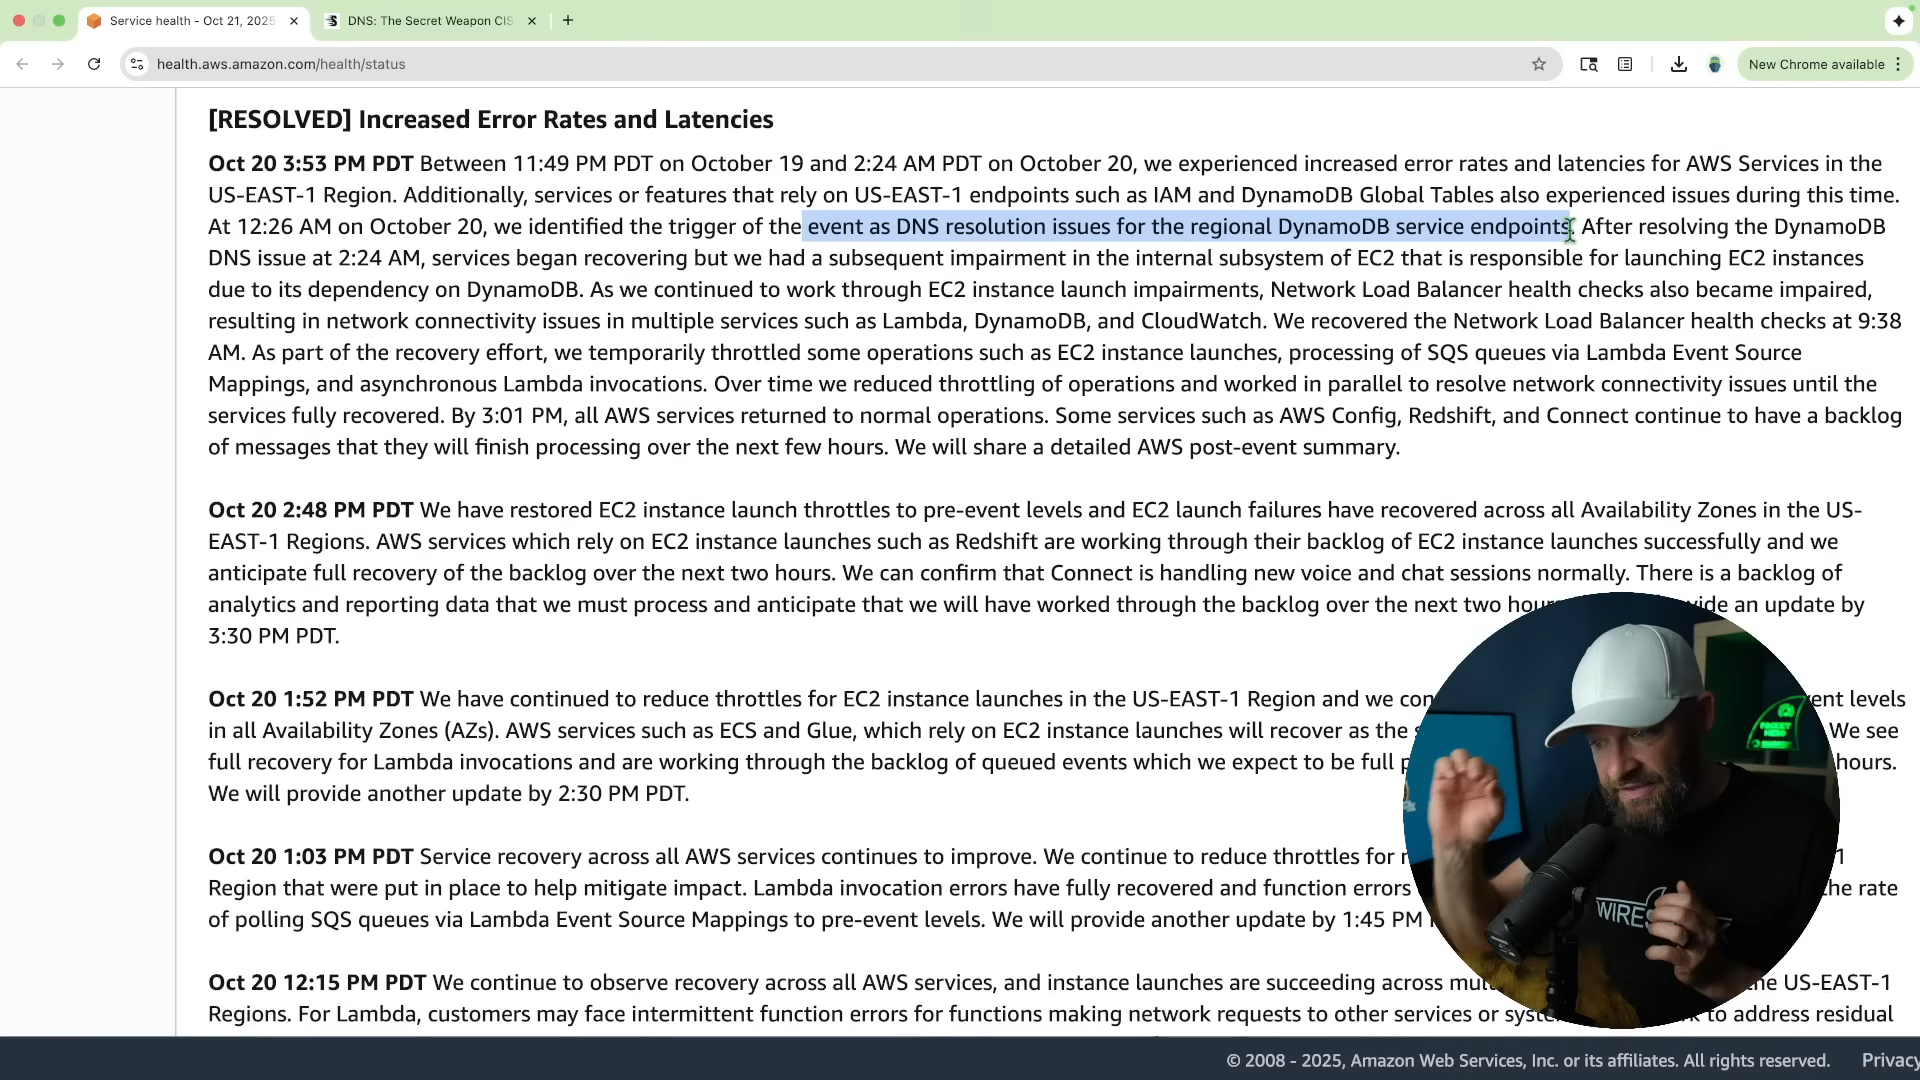 Service health - Oct 21, 2025
DNS: The Secret Weapon CIS
health.aws.amazon.com/health/status
New Chrome available
[RESOLVED] Increased Error Rates and Latencies
Oct 20 3:53 PM PDT Between 11:49 PM PDT on October 19 and 2:24 AM PDT on October 20, we experienced increased error rates and latencies for AWS Services in the
US-EAST-1 Region. Additionally, services or features that rely on US-EAST-1 endpoints such as IAM and DynamoDB Global Tables also experienced issues during this time.
At 12:26 AM on October 20, we identified the trigger of the event as DNS resolution issues for the regional DynamoDB service endpoints. After resolving the DynamoDB
DNS issue at 2:24 AM, services began recovering but we had a subsequent impairment in the internal subsystem of EC2 that is responsible for launching EC2 instances
due to its dependency on DynamoDB. As we continued to work through EC2 instance launch impairments, Network Load Balancer health checks also became impaired,
resulting in network connectivity issues in multiple services such as Lambda, DynamoDB, and CloudWatch. We recovered the Network Load Balancer health checks at 9:38
AM. As part of the recovery effort, we temporarily throttled some operations such as EC2 instance launches, processing of SQS queues via Lambda Event Source
Mappings, and asynchronous Lambda invocations. Over time we reduced throttling of operations and worked in parallel to resolve network connectivity issues until the
services fully recovered. By 3:01 PM, all AWS services returned to normal operations. Some services such as AWS Config, Redshift, and Connect continue to have a backlog
of messages that they will finish processing over the next few hours. We will share a detailed AWS post-event summary.
Oct 20 2:48 PM PDT We have restored EC2 instance launch throttles to pre-event levels and EC2 launch failures have recovered across all Availability Zones in the US-
EAST-1 Regions. AWS services which rely on EC2 instance launches such as Redshift are working through their backlog of EC2 instance launches successfully and we
anticipate full recovery of the backlog over the next two hours. We can confirm that Connect is handling new voice and chat sessions normally. There is a backlog of
analytics and reporting data that we must process and anticipate that we will have worked through the backlog over the next two an update by
3:30 PM PDT.
Oct 20 1:52 PM PDT We have continued to reduce throttles for EC2 instance launches in the US-EAST-1 Region and we levels
in all Availability Zones (AZs). AWS services such as ECS and Glue, which rely on EC2 instance launches will recover as the We see
full recovery for Lambda invocations and are working through the backlog of queued events which we expect to be full hours.
We will provide another update by 2:30 PM PDT.
Oct 20 1:03 PM PDT Service recovery across all AWS services continues to improve. We continue to reduce throttles for 1
Region that were put in place to help mitigate impact. Lambda invocation errors have fully recovered and function errors the rate
of polling SQS queues via Lambda Event Source Mappings to pre-event levels. We will provide another update by 1:45 PM
Oct 20 12:15 PM PDT We continue to observe recovery across all AWS services, and instance launches are succeeding across the US-EAST-1
Regions. For Lambda, customers may face intermittent function errors for functions making network requests to other services or to address residual
PACKET
HEAD
WIRES
© 2008 - 2025, Amazon Web Services, Inc. or its affiliates. All rights reserved.
Privacy